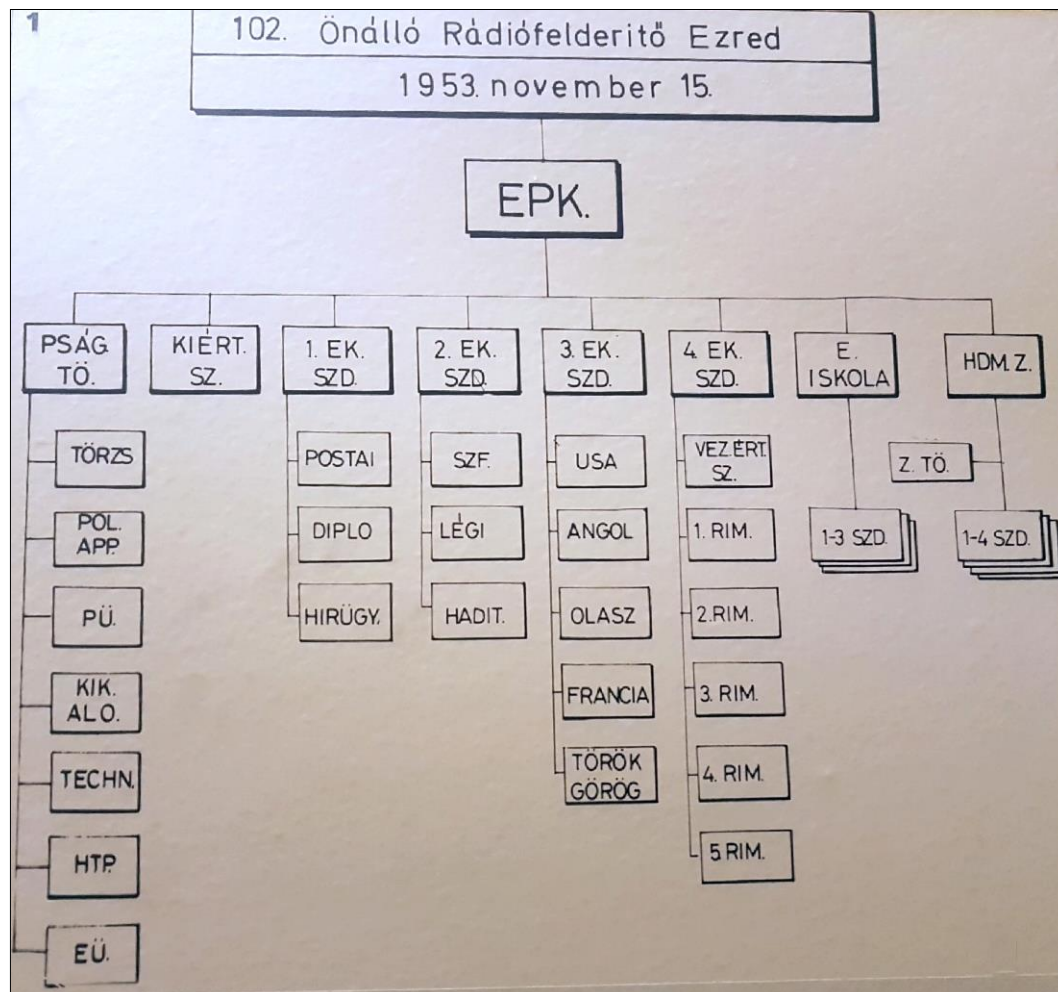 1
102. Önálló Rádiófelderitő Ezred
1953. november 15.
EPK.
PSÁG.
TÖ.
KIÉRT.
SZ.
1. EK.
SZD.
2. EK.
SZD.
3. EK.
SZD.
4. EK.
SZD.
E.
ISKOLA
HDM. Z.
TÖRZS
POL.
APP.
PÜ.
KIK.
ALO.
TECHN.
HTP.
EÜ.
POSTAI
DIPLO
HIRÜGY.
SZF.
LÉGI
HADIT.
USA
ANGOL
OLASZ
FRANCIA
TÖRÖK
GÖRÖG
VEZ.ÉRT.
SZ.
1. RIM.
2. RIM.
3. RIM.
4. RIM.
5 RIM.
1-3 SZD.
Z. TÖ.
1-4 SZD.